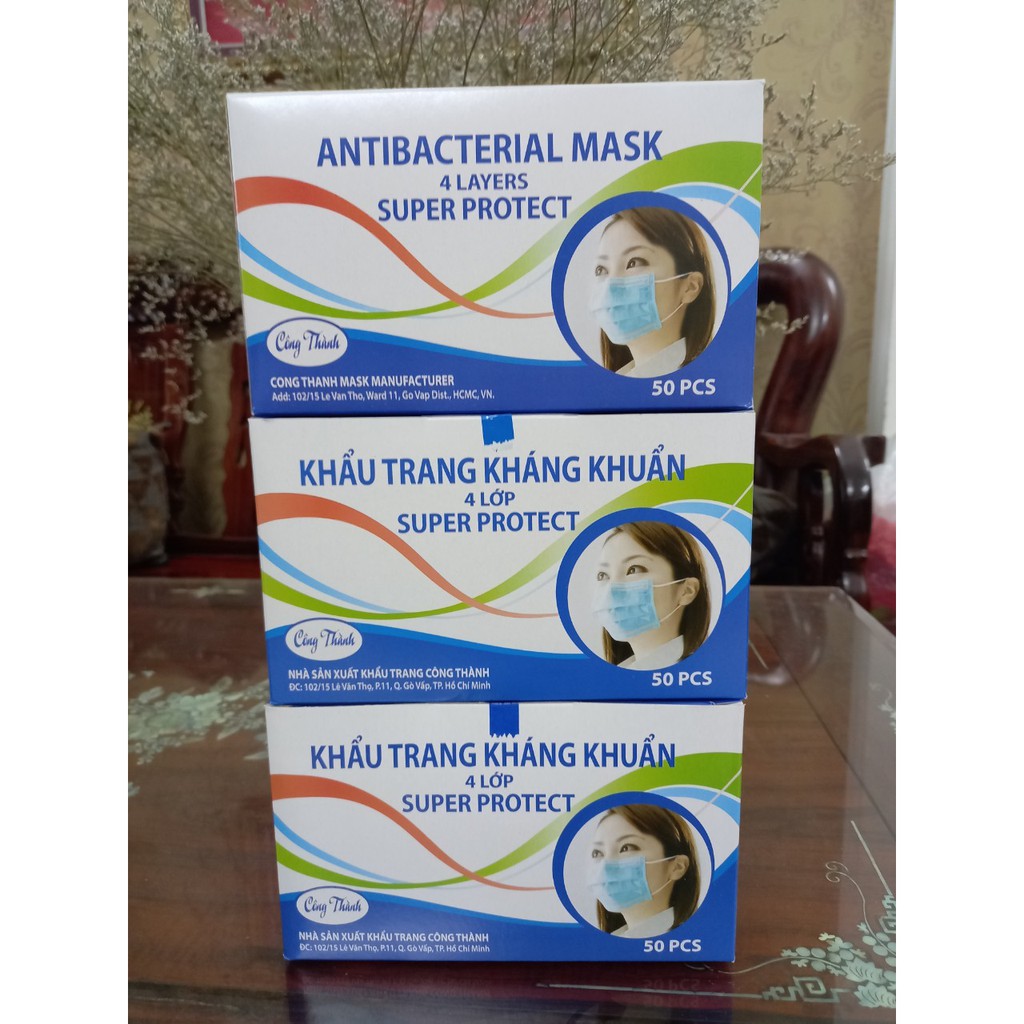 ANTIBACTERIAL MASK
4 LAYERS
SUPER PROTECT
Công Thành
CONG THANH MASK MANUFACTURER
Add: 102/15 Le Van Tho, Ward 11, Go Vap Dist., HCMC, VN.
50 PCS
KHẨU TRANG KHÁNG KHUẨN
4 LỚP
SUPER PROTECT
Công Thành
NHÀ SẢN XUẤT KHẨU TRANG CÔNG THÀNH
ĐC: 102/15 Lê Văn Thọ, P.11, Q. Gò Vấp, TP. Hồ Chí Minh
50 PCS
KHẨU TRANG KHÁNG KHUẨN
4 LỚP
SUPER PROTECT
Công Thành
NHÀ SẢN XUẤT KHẨU TRANG CÔNG THÀNH
ĐC: 102/15 Lê Văn Thọ, P.11, Q. Gò Vấp, TP. Hồ Chí Minh
50 PCS